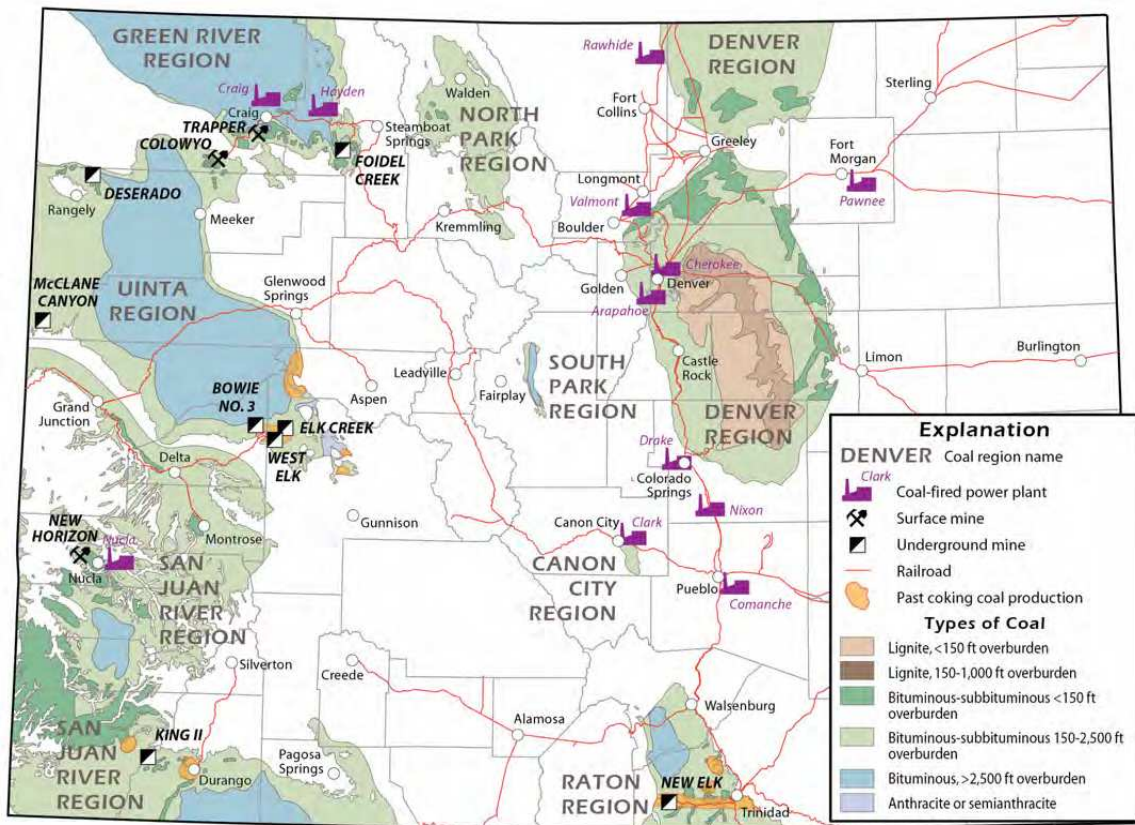 GREEN RIVER
REGION
Craig
Hayden
Craig
TRAPPER
COLOWYO
Steamboat
Springs
FOIDEL
CREEK
Walden
NORTH
PARK
REGION
Rawhide
DENVER
REGION
Fort
Collins
Greeley
Sterling
Fort
Morgan
Pawnee
Longmont
Valmont
Boulder
DESERADO
Rangely
Meeker
Kremmling
McCLANE
CANYON
UINTA
REGION
Glenwood
Springs
Golden
Cherokee
Denver
Arapahoe
Castle
Rock
DENVER
REGION
Limon
Burlington
Leadville
Fairplay
SOUTH
PARK
REGION
Aspen
BOWIE
NO. 3
ELK CREEK
WEST
ELK
Grand
Junction
Delta
Montrose
Gunnison
Drake
Colorado
Springs
Nixon
Canon
City
Clark
CANON
CITY
REGION
Pueblo
Comanche
NEW
HORIZON
Nucla
Nucla
SAN
JUAN
RIVER
REGION
Silverton
Creede
Alamosa
Walsenburg
SAN
JUAN
RIVER
REGION
KING II
Durango
Pagosa
Springs
RATON
REGION
NEW ELK
Trinidad
Explanation
DENVER Coal region name
Clark
Coal-fired power plant
Surface mine
Underground mine
Railroad
Past coking coal production
Types of Coal
Lignite, <150 ft overburden
Lignite, 150-1,000 ft overburden
Bituminous-subbituminous <150 ft
overburden
Bituminous-subbituminous 150-2,500 ft
overburden
Bituminous, >2,500 ft overburden
Anthracite or semianthracite